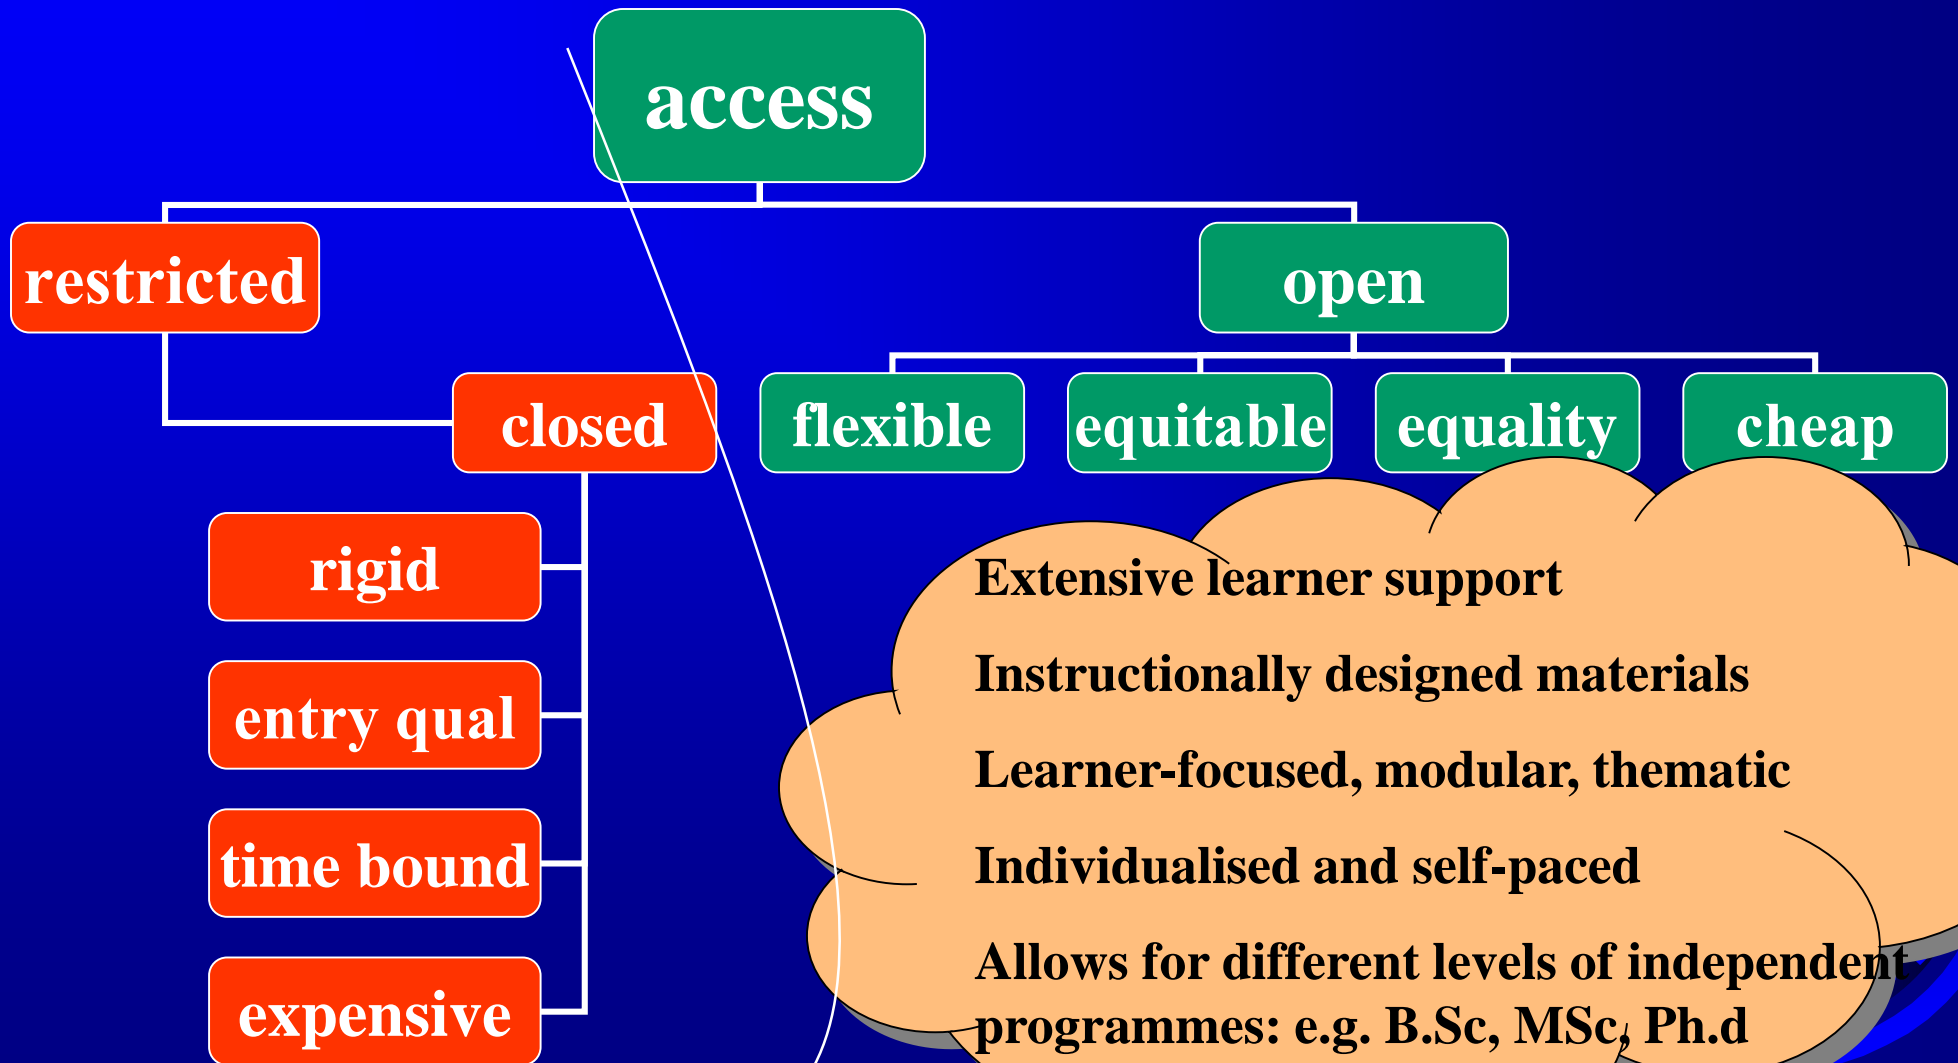 access
restricted
open
closed
flexible
equitable
equality
cheap
rigid
entry qual
time bound
expensive
Extensive learner support
Instructionally designed materials
Learner-focused, modular, thematic
Individualised and self-paced
Allows for different levels of independent
programmes: e.g. B.Sc, MSc, Ph.d